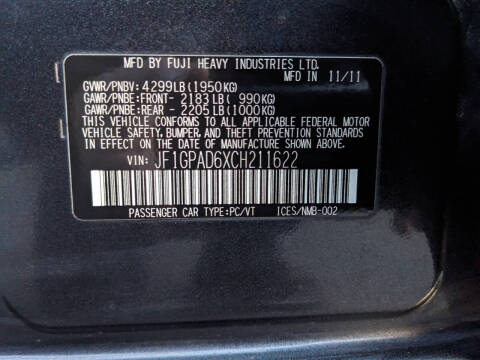 MFD BY FUJI HEAVY INDUSTRIES LTD.
MFD IN 11/11
GVWR/PNBV: 4299LB(1950KG)
GAWR/PNBE:FRONT- 2183LB( 990KG)
GAWR/PNBE:REAR - 2205LB(1000KG)
THIS VEHICLE CONFORMS TO ALL APPLICABLE FEDERAL MOTOR
VEHICLE SAFETY, BUMPER, AND THEFT PREVENTION STANDARDS
IN EFFECT ON THE DATE OF MANUFACTURE SHOWN ABOVE.
VIN: JF1GPAD6XCH211622
PASSENGER CAR TYPE:PC/VT ICES/NMB-002